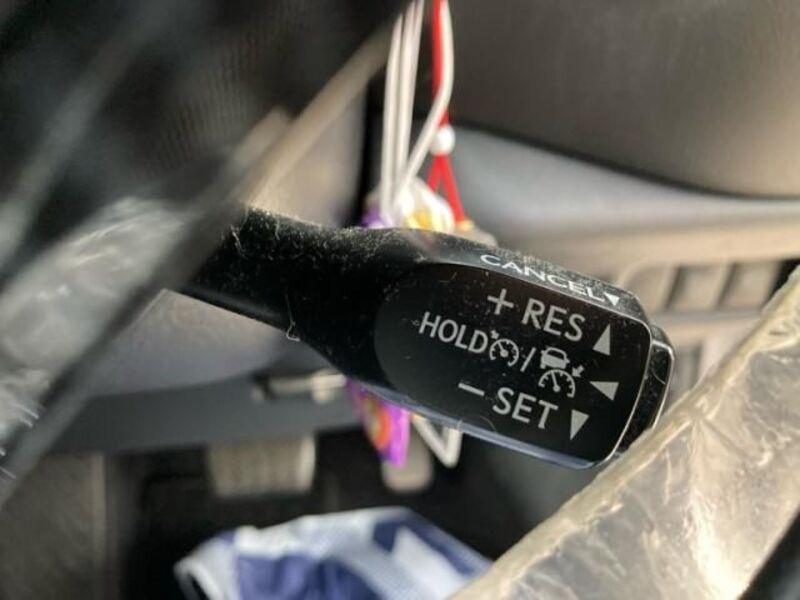 CANCEL▼
+ RES ▲
HOLD / ◀
− SET ▼